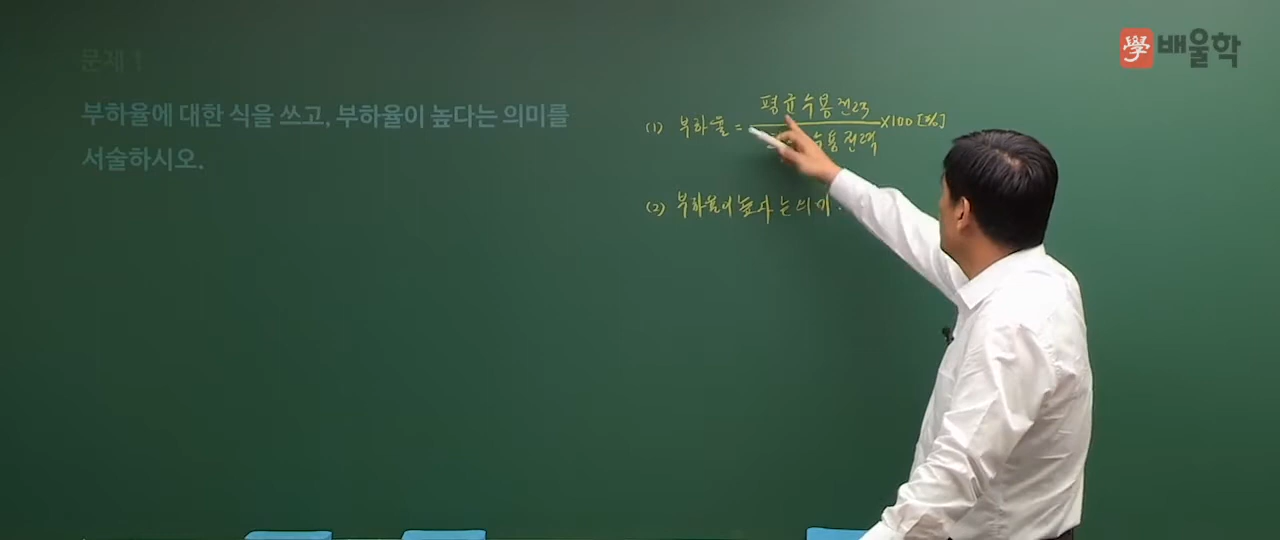 문제 1
부하율에 대한 식을 쓰고, 부하율이 높다는 의미를
서술하시오.
學 배울학
(1) 부하율 = 평균수용전력
수용전력
×100 [%]
(2) 부하율이 높다는 의미.